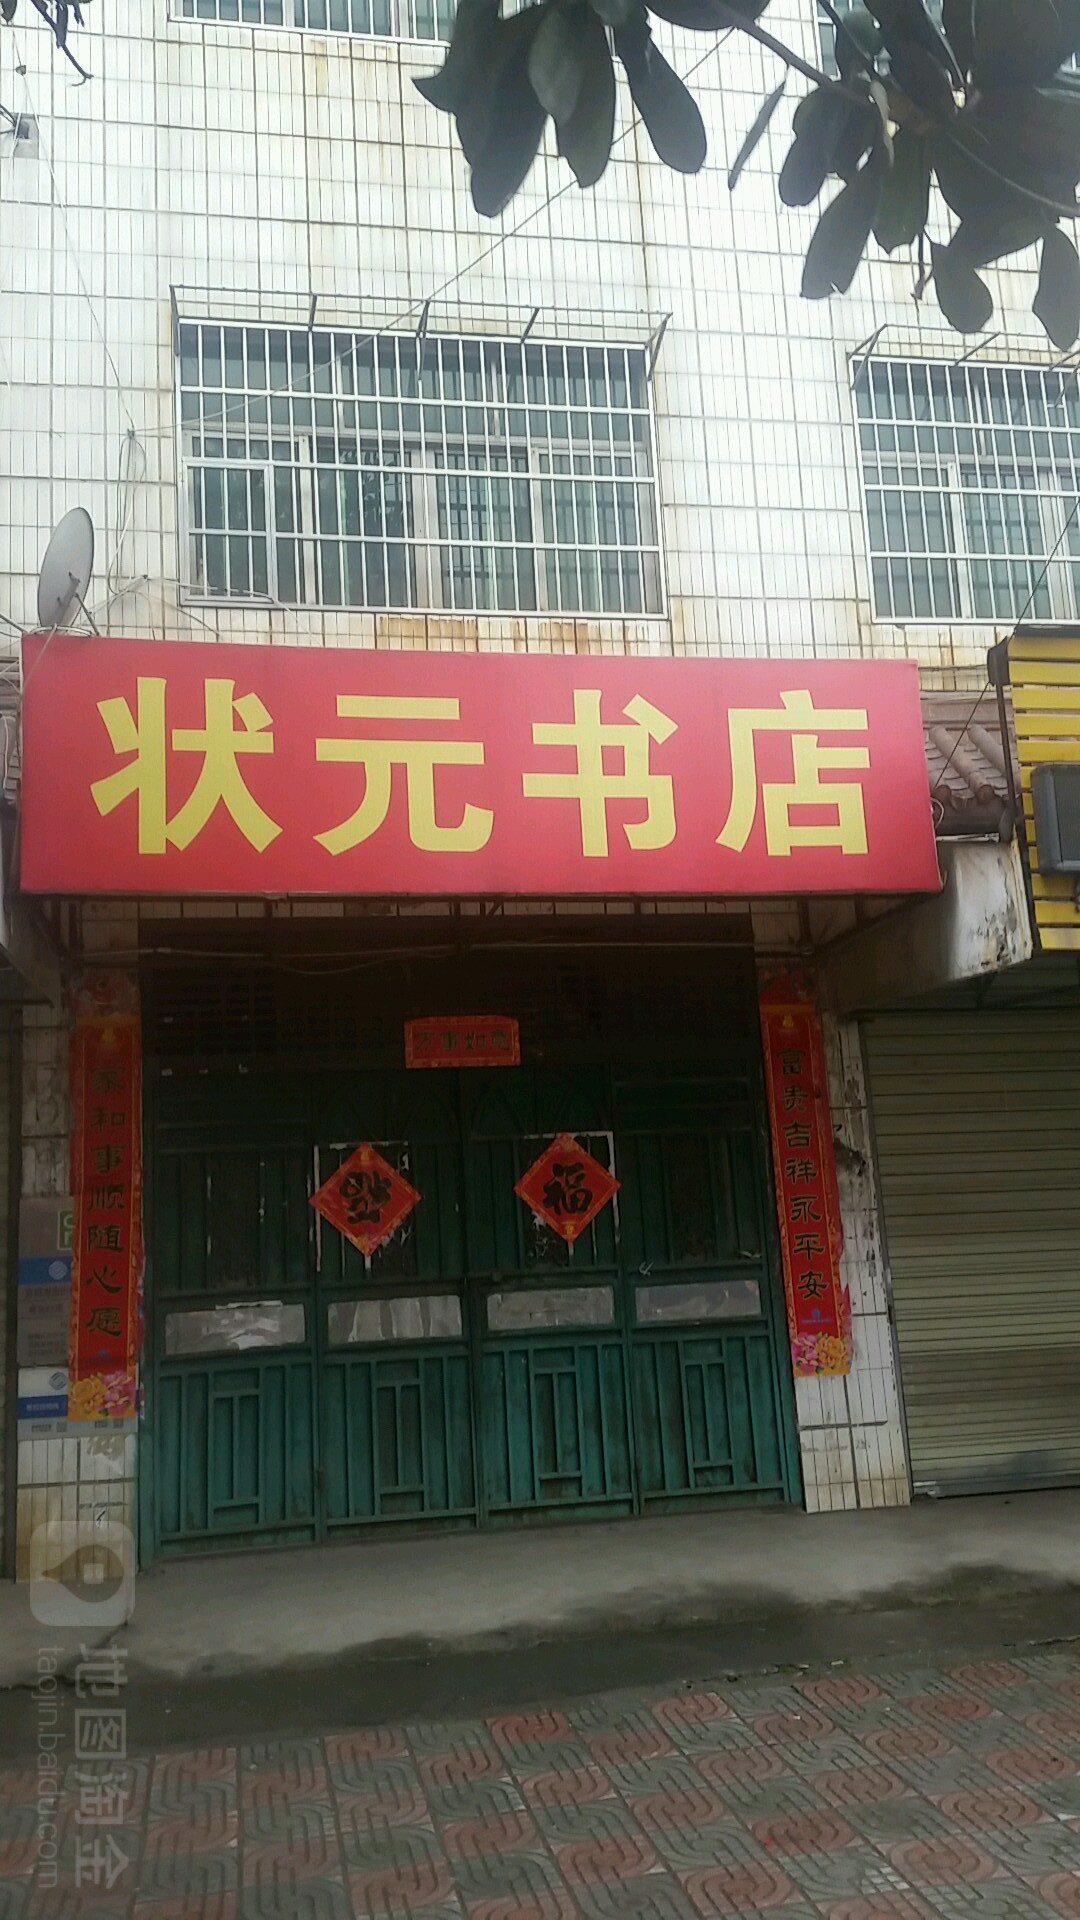 状元书店
万事如意
富贵吉祥永平安
家和事顺随心愿
福
福
地图淘金
taojin.baidu.com